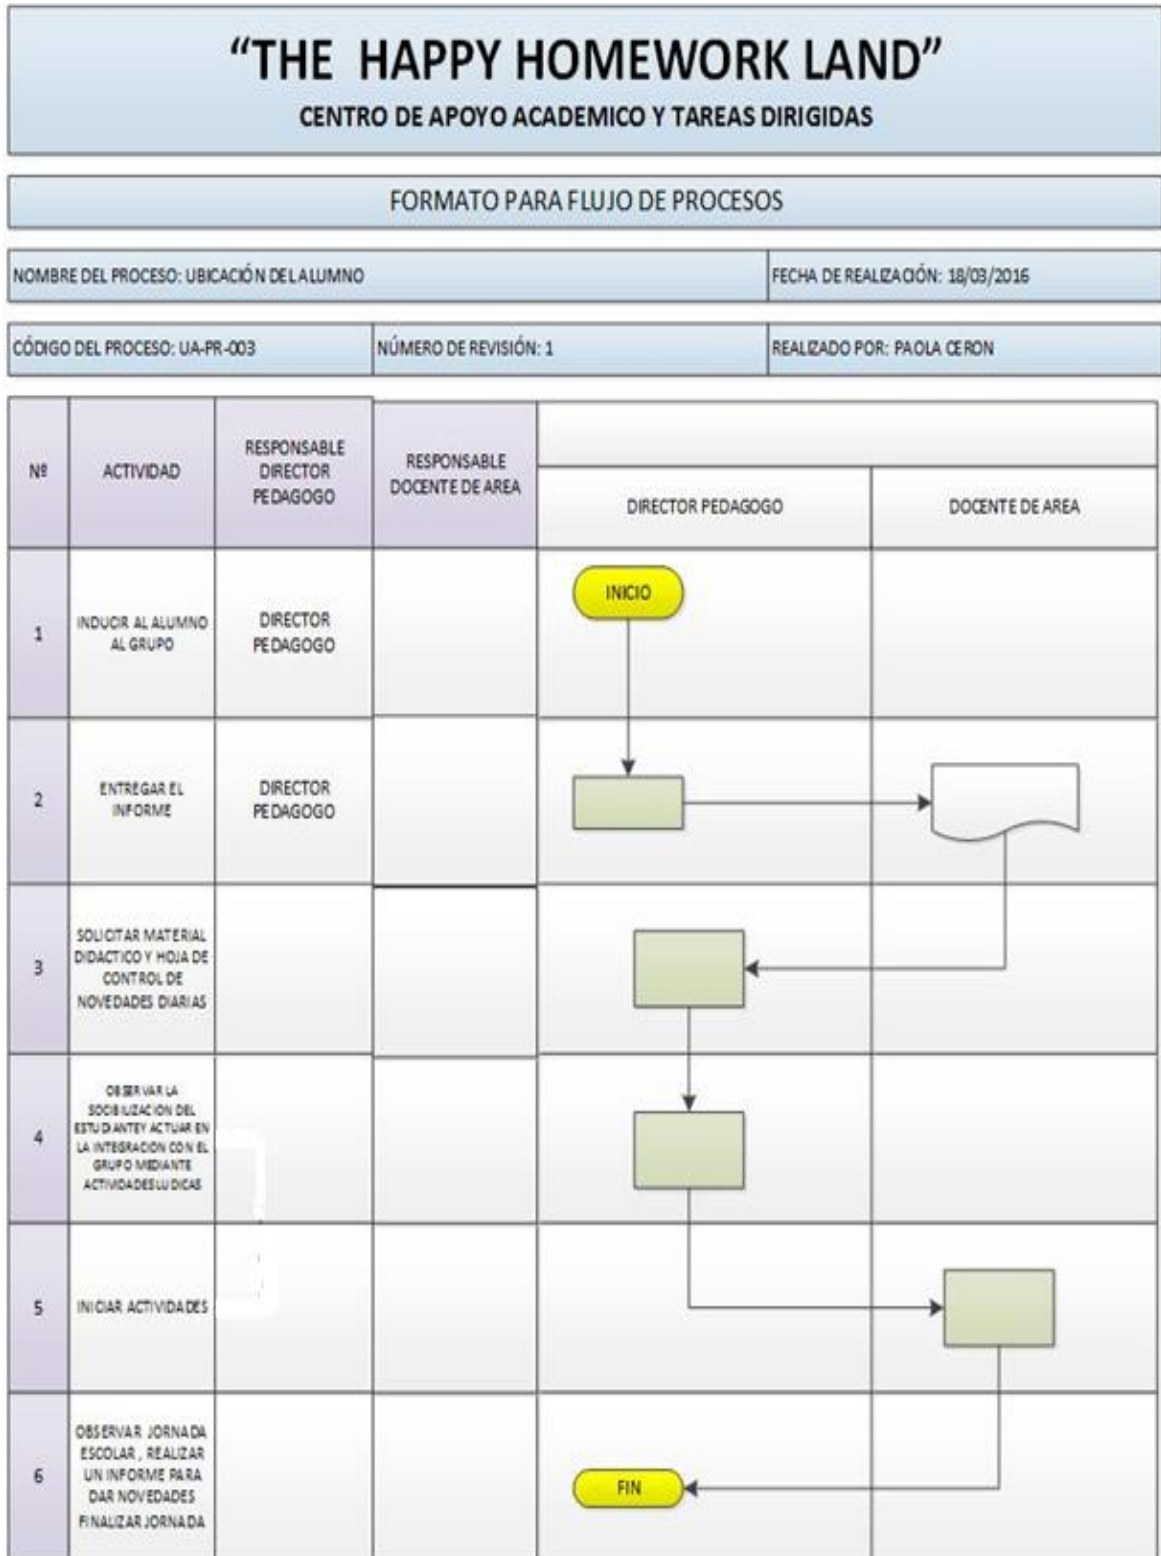 “THE HAPPY HOMEWORK LAND”
CENTRO DE APOYO ACADEMICO Y TAREAS DIRIGIDAS
FORMATO PARA FLUJO DE PROCESOS
NOMBRE DEL PROCESO: UBICACIÓN DEL ALUMNO
FECHA DE REALIZACIÓN: 18/03/2016
CÓDIGO DEL PROCESO: UA-PR-003
NÚMERO DE REVISIÓN: 1
REALIZADO POR: PAOLA CERON
Nº
ACTIVIDAD
RESPONSABLE
DIRECTOR
PEDAGOGO
RESPONSABLE
DOCENTE DE AREA
DIRECTOR PEDAGOGO
DOCENTE DE AREA
1
INDUCIR AL ALUMNO
AL GRUPO
DIRECTOR
PEDAGOGO
INICIO
2
ENTREGAR EL
INFORME
DIRECTOR
PEDAGOGO
3
SOLICITAR MATERIAL
DIDACTICO Y HOJA DE
CONTROL DE
NOVEDADES DIARIAS
4
OBSERVAR LA
SOCIBILIZACION DEL
ESTUDIANTEY ACTUAR EN
LA INTEGRACION CON EL
GRUPO MEDIANTE
ACTIVIDADES LUDICAS
5
INICIAR ACTIVIDADES
6
OBSERVAR JORNADA
ESCOLAR , REALIZAR
UN INFORME PARA
DAR NOVEDADES
FINALIZAR JORNADA
FIN